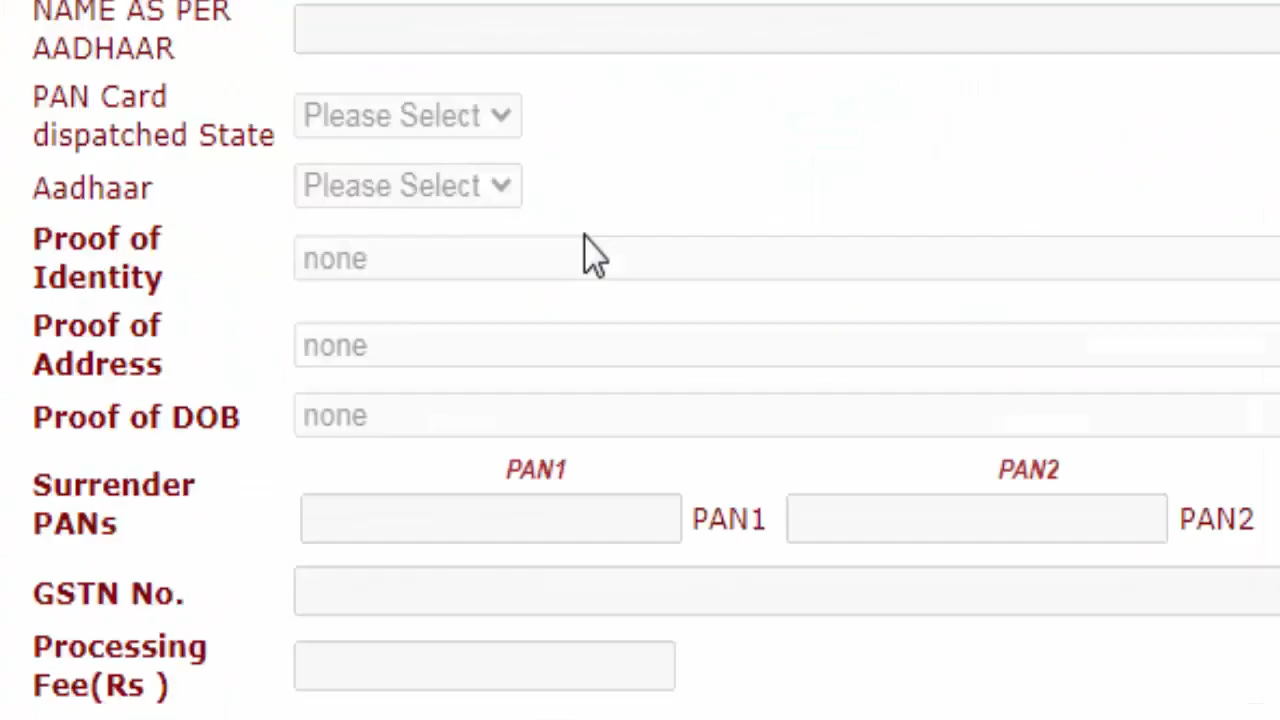 NAME AS PER
AADHAAR
PAN Card
dispatched State
Please Select
Aadhaar
Please Select
Proof of
Identity
none
Proof of
Address
none
Proof of DOB
none
Surrender
PANs
PAN1
PAN2
PAN1
PAN2
GSTN No.
Processing
Fee(Rs )